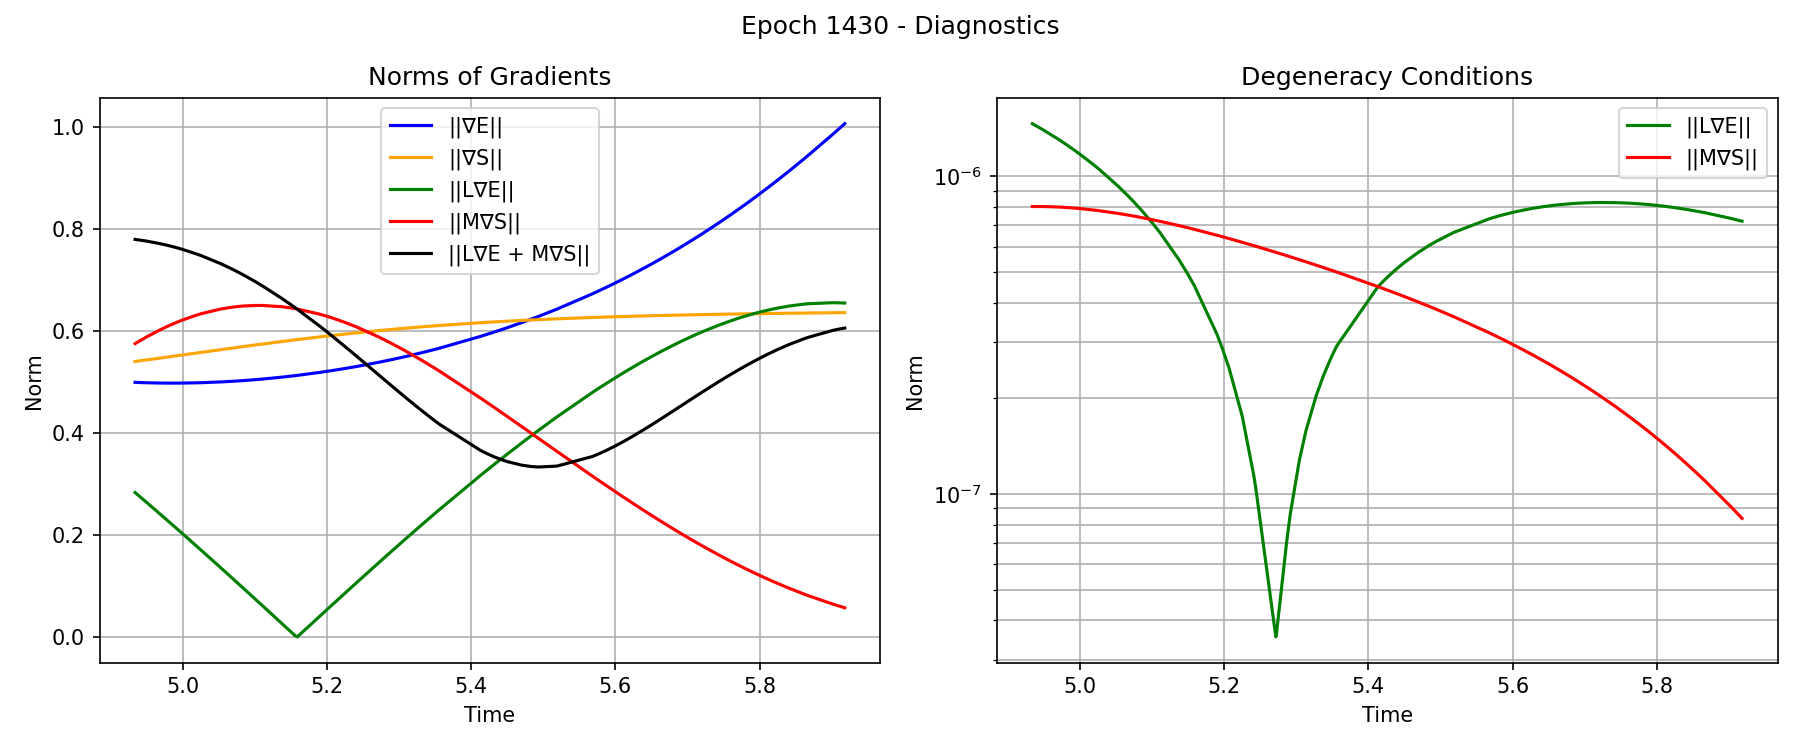 Epoch 1430 - Diagnostics
Norms of Gradients
||∇E||
||∇S||
||L∇E||
||M∇S||
||L∇E + M∇S||
1.0
0.8
0.6
0.4
0.2
0.0
Norm
5.0 5.2 5.4 5.6 5.8
Time
Degeneracy Conditions
||L∇E||
||M∇S||
10⁻⁶
10⁻⁷
Norm
5.0 5.2 5.4 5.6 5.8
Time